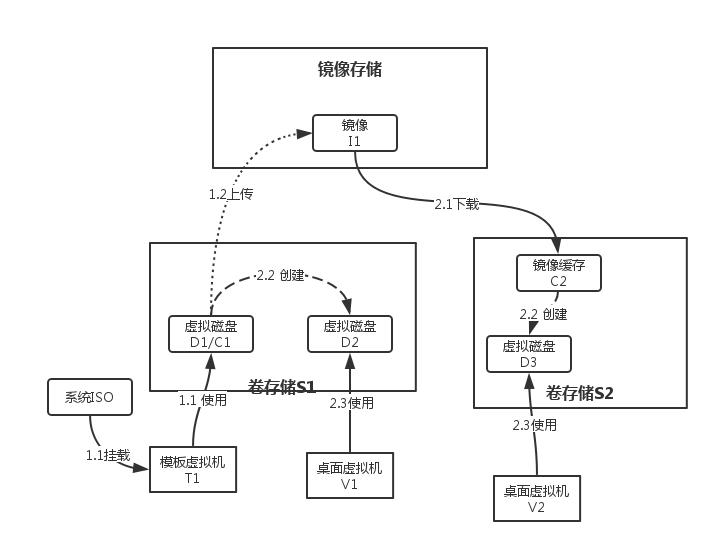 镜像存储
镜像
I1
1.2上传
2.1下载
2.2 创建
镜像缓存
C2
2.2 创建
虚拟磁盘
D1/C1
虚拟磁盘
D2
虚拟磁盘
D3
卷存储S1
卷存储S2
系统ISO
1.1 使用
2.3使用
2.3使用
1.1挂载
模板虚拟机
T1
桌面虚拟机
V1
桌面虚拟机
V2